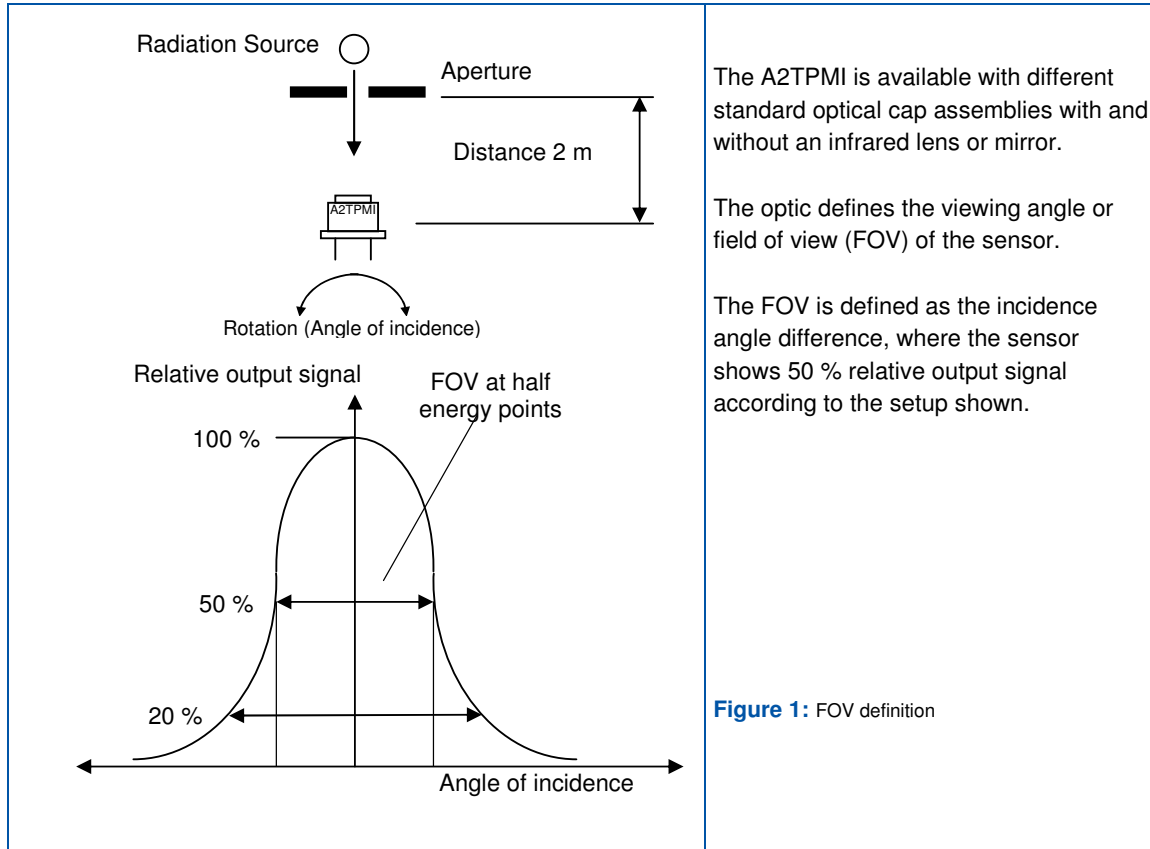 Radiation Source
Aperture
Distance 2 m
A2TPMI
Rotation (Angle of incidence)
Relative output signal
FOV at half
energy points
100 %
50 %
20 %
Angle of incidence
The A2TPMI is available with different
standard optical cap assemblies with and
without an infrared lens or mirror.
The optic defines the viewing angle or
field of view (FOV) of the sensor.
The FOV is defined as the incidence
angle difference, where the sensor
shows 50 % relative output signal
according to the setup shown.
Figure 1: FOV definition